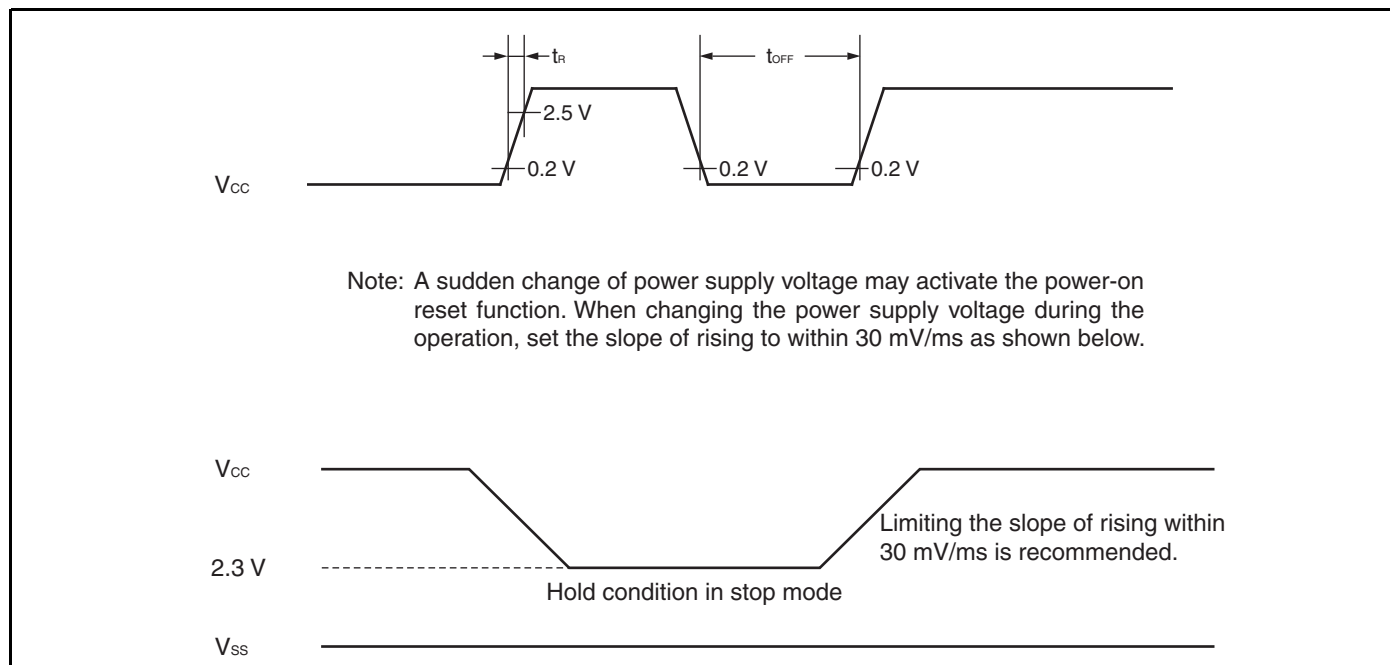 tR
tOFF
2.5 V
0.2 V
0.2 V
0.2 V
VCC
Note: A sudden change of power supply voltage may activate the power-on
reset function. When changing the power supply voltage during the
operation, set the slope of rising to within 30 mV/ms as shown below.
VCC
Limiting the slope of rising within
30 mV/ms is recommended.
2.3 V
Hold condition in stop mode
VSS